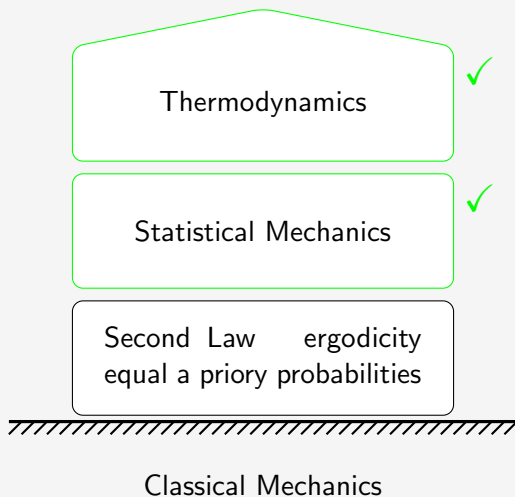 Thermodynamics
Statistical Mechanics
Second Law ergodicity
equal a priory probabilities
Classical Mechanics